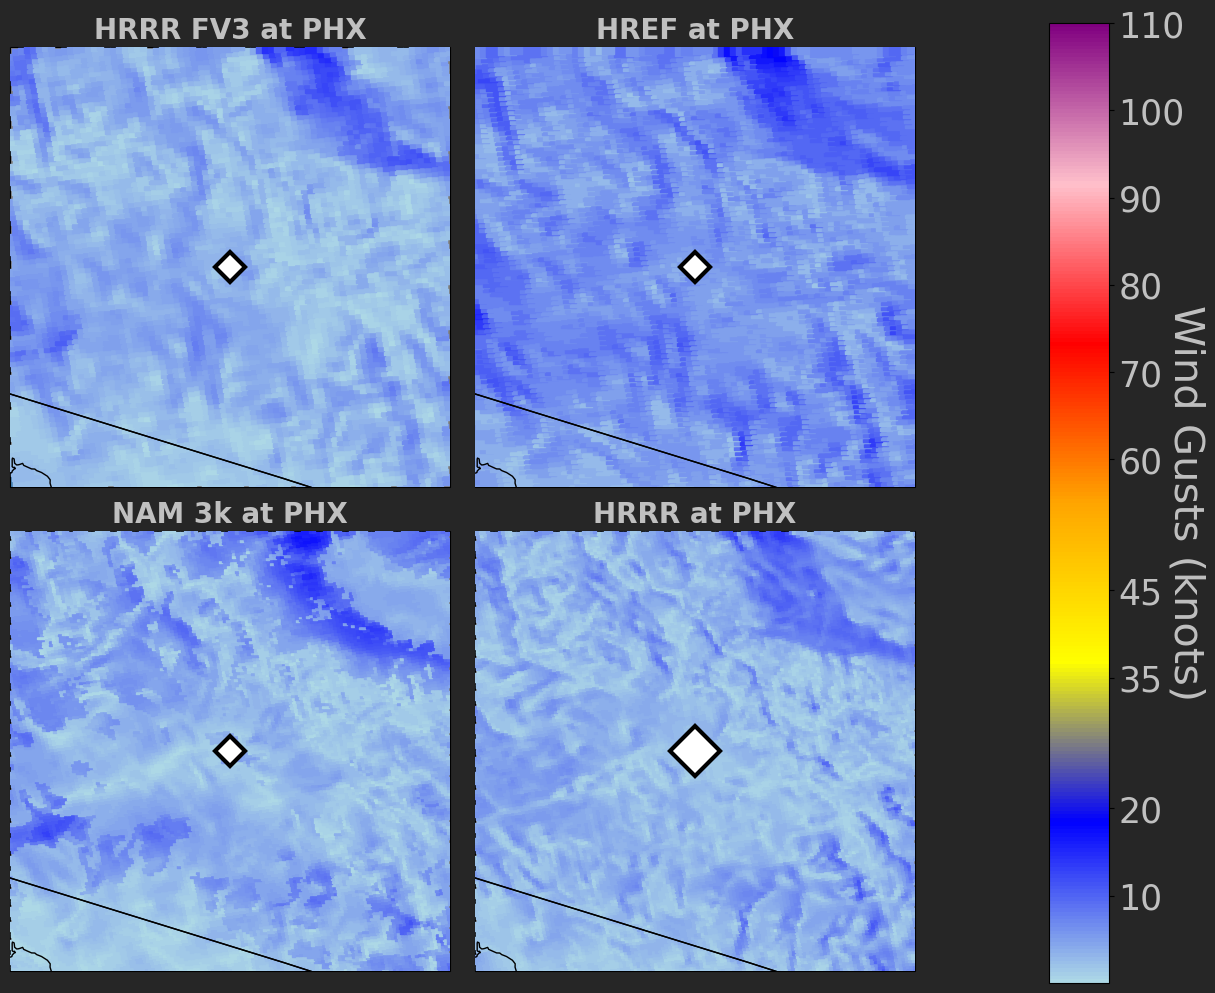 HRRR FV3 at PHX
HREF at PHX
NAM 3k at PHX
HRRR at PHX
110
100
90
80
70
60
45
35
20
10
Wind Gusts (knots)